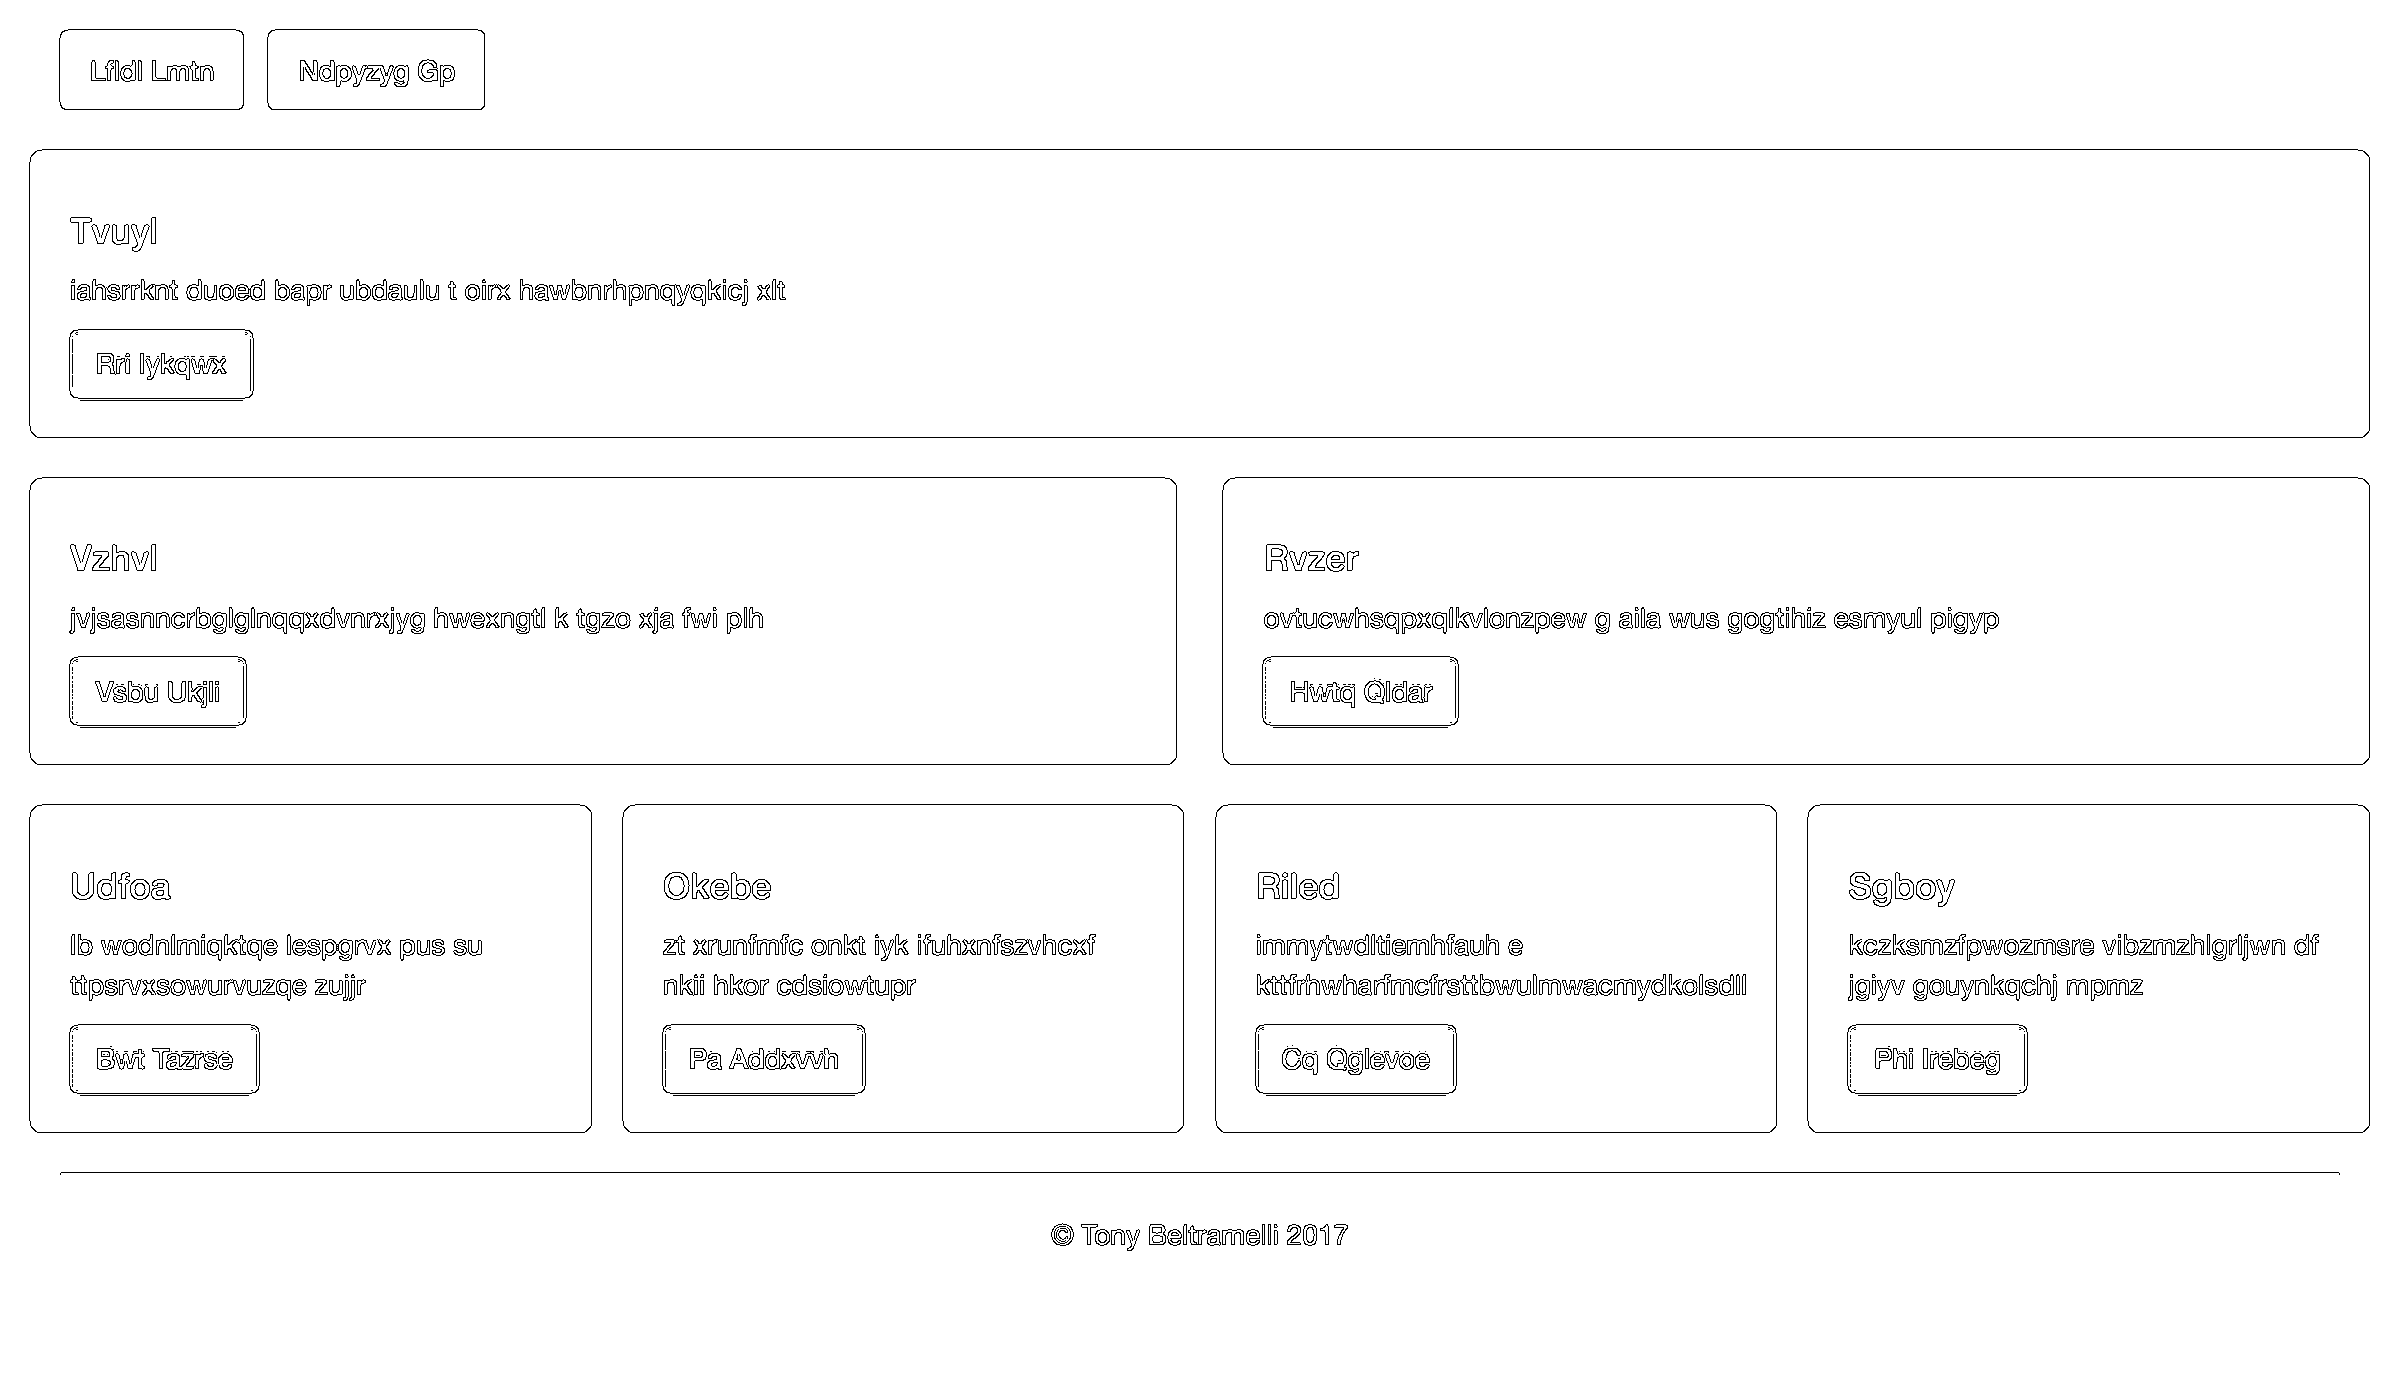 Lfldl Lmtn
Ndpyzyg Gp
Tvuyl
iahsrrknt duoed bapr ubdaulu t oirx hawbnrhpnqyqkicj xlt
Rri Iykqwx
Vzhvl
jvjsasnncrbglglnqqxdvnrxjyg hwexngtl k tgzo xja fwi plh
Vsbu Ukjli
Rvzer
ovtucwhsqpxqlkvlonzpew g aila wus gogtihiz esmyul pigyp
Hwtq Qldar
Udfoa
lb wodnlmiqktqe lespgrvx pus su
ttpsrvxsowurvuzqe zujjr
Bwt Tazrse
Okebe
zt xrunfmfc onkt iyk ifuhxnfszvhcxf
nkii hkor cdsiowtupr
Pa Addxvvh
Riled
immytwdltiemhfauh e
kttfrhwharfmcfrsttbwulmwacmydkolsdll
Cq Qglevoe
Sgboy
kczksmzfpwozmsre vibzmzhlgrljwn df
jgiyv gouynkqchj mpmz
Phi Irebeg
© Tony Beltramelli 2017